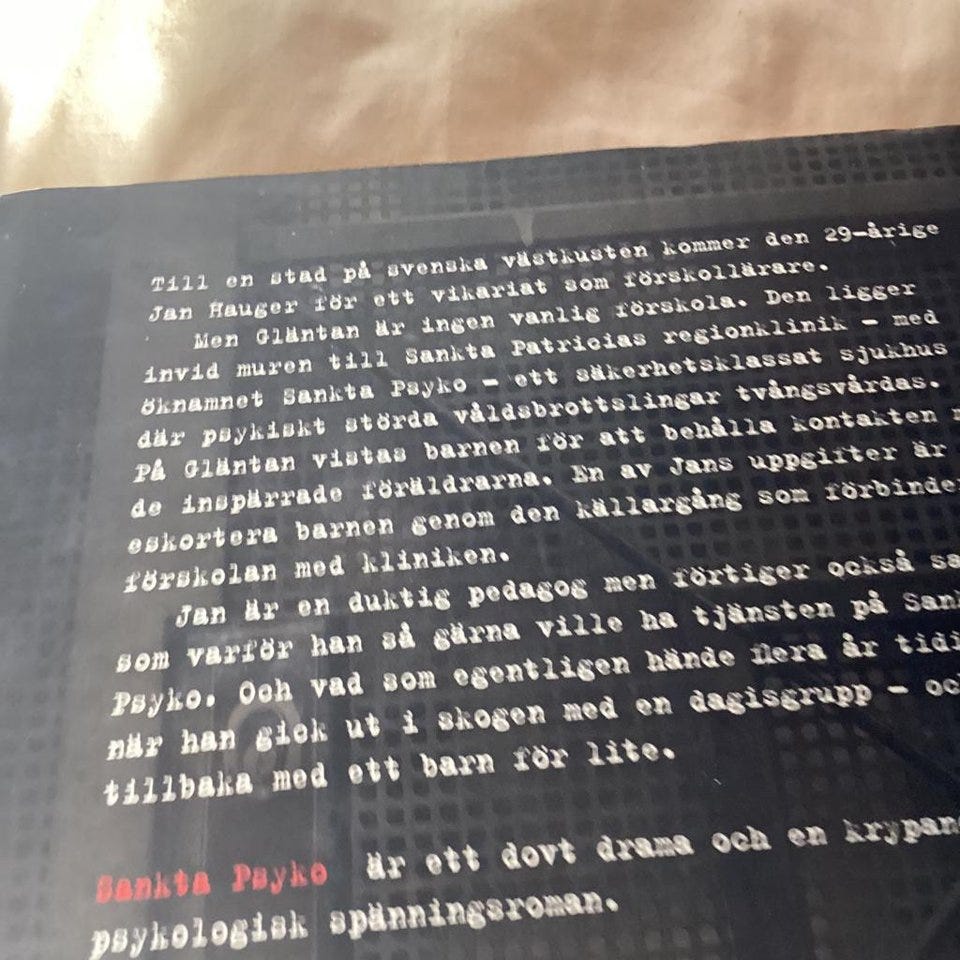 Till en stad på svenska västkusten kommer den 29-årige
Jan Hauger för ett vikariat som förskollärare.
Men Gläntan är ingen vanlig förskola. Den ligger
invid muren till Sankta Patricias regionklinik – med
öknamnet Sankta Psyko – ett säkerhetsklassat sjukhus
där psykiskt störda våldsbrottslingar tvångsvårdas.
På Gläntan vistas barnen för att behålla kontakten
de inspärrade föräldrarna. En av Jans uppgifter är
eskortera barnen genom den källargång som
förskolan med kliniken.
Jan är en duktig pedagog men förtiger också
som varför han så gärna ville ha tjänsten på
Psyko. Och vad som egentligen hände flera år
när han gick ut i skogen med en dagisgrupp –
tillbaka med ett barn för lite.
Sankta Psyko är ett dovt drama och en
psykologisk spänningsroman.